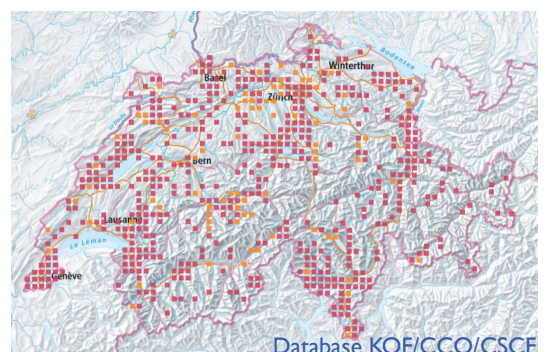 Bodensee
Basel
Winterthur
Zürich
Bern
Lausanne
Le Léman
Genève
Database KOF/CCO/CSCF